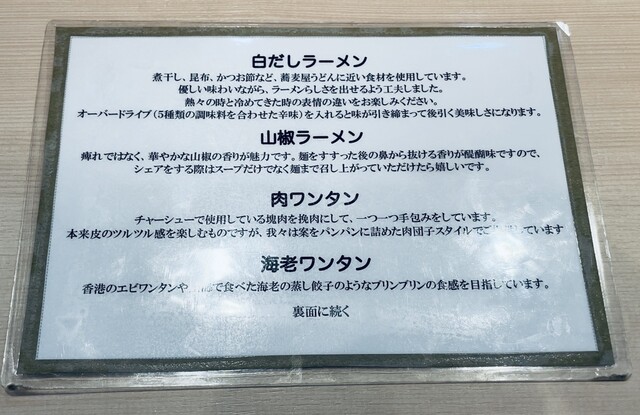 白だしラーメン
煮干し、昆布、かつお節など、蕎麦屋うどんに近い食材を使用しています。
優しい味わいながら、ラーメンらしさを出せるよう工夫しました。
熱々の時と冷めてきた時の表情の違いをお楽しみください。
オーバードライブ(5種類の調味料を合わせた辛味)を入れると味が引き締まって後引く美味しさになります。
山椒ラーメン
痺れではなく、華やかな山椒の香りが魅力です。麺をすすった後の鼻から抜ける香りが醍醐味ですので、
シェアをする際はスープだけでなく麺まで召し上がっていただけたら嬉しいです。
肉ワンタン
チャーシューで使用している塊肉を挽肉にして、一つ一つ手包みをしています。
本来皮のツルツル感を楽しむものですが、我々は案をパンパンに詰めた肉団子スタイルでご しています
海老ワンタン
香港のエビワンタンや で食べた海老の蒸し餃子のようなプリンプリンの食感を目指しています。
裏面に続く